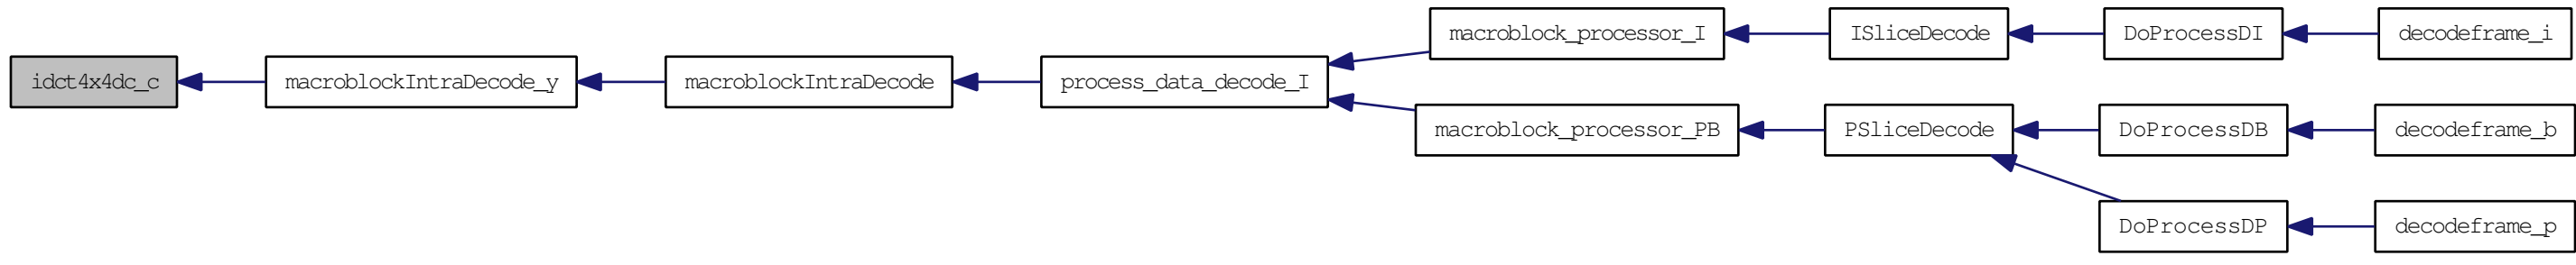 idct4x4dc_c
macroblockIntraDecode_y
macroblockIntraDecode
process_data_decode_I
macroblock_processor_I
ISliceDecode
DoProcessDI
decodeframe_i
macroblock_processor_PB
PSliceDecode
DoProcessDB
decodeframe_b
DoProcessDP
decodeframe_p